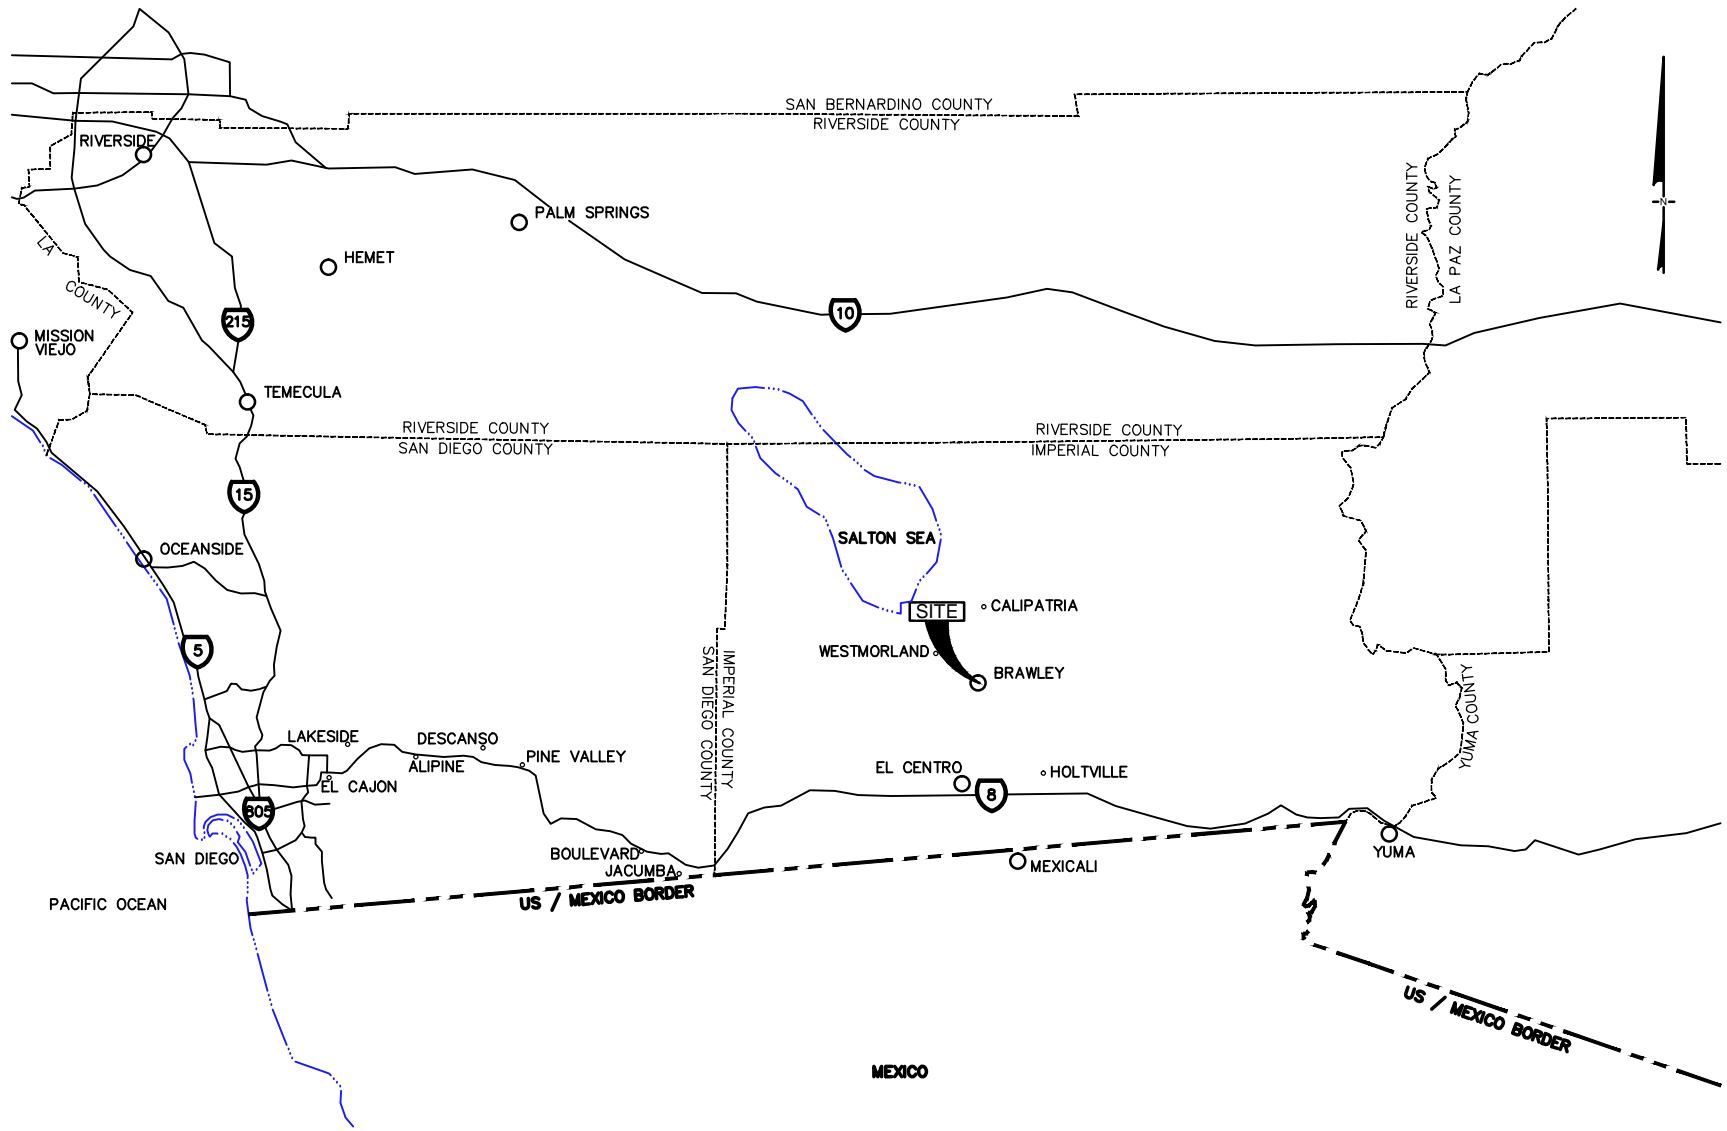 SAN BERNARDINO COUNTY
RIVERSIDE COUNTY
RIVERSIDE
RIVERSIDE COUNTY
LA PAZ COUNTY
N
PALM SPRINGS
LA
COUNTY
HEMET
215
10
MISSION
VIEJO
TEMECULA
RIVERSIDE COUNTY
SAN DIEGO COUNTY
RIVERSIDE COUNTY
IMPERIAL COUNTY
15
SALTON SEA
OCEANSIDE
SITE
CALIPATRIA
5
WESTMORLAND
BRAWLEY
IMPERIAL COUNTY
SAN DIEGO COUNTY
YUMA COUNTY
LAKESIDE
DESCANSO
ALIPINE
PINE VALLEY
EL CAJON
EL CENTRO
HOLTVILLE
8
805
SAN DIEGO
BOULEVARD
JACUMBA
MEXICALI
YUMA
US / MEXICO BORDER
PACIFIC OCEAN
US / MEXICO BORDER
MEXICO